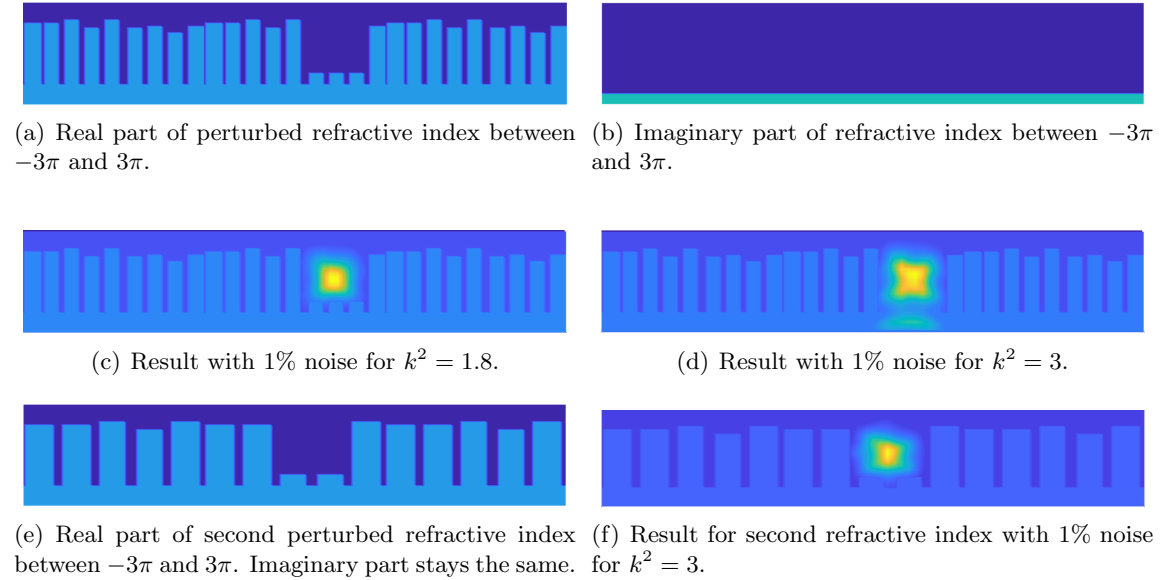 (a) Real part of perturbed refractive index between
−3π and 3π.
(b) Imaginary part of refractive index between −3π
and 3π.
(c) Result with 1% noise for k² = 1.8.
(d) Result with 1% noise for k² = 3.
(e) Real part of second perturbed refractive index
between −3π and 3π. Imaginary part stays the same.
(f) Result for second refractive index with 1% noise
for k² = 3.